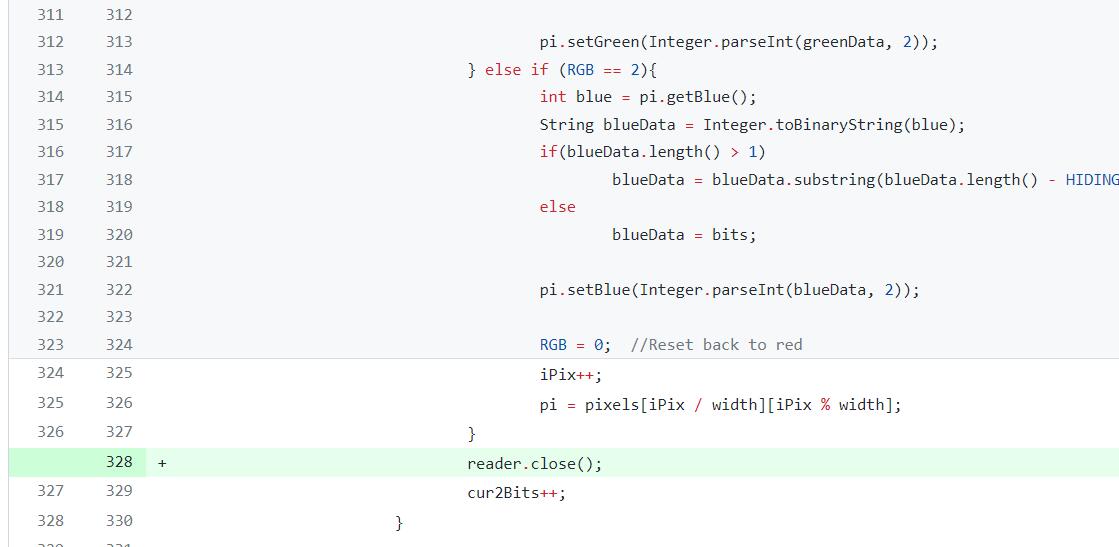 311 312
312 313 pi.setGreen(Integer.parseInt(greenData, 2));
313 314 } else if (RGB == 2){
314 315 int blue = pi.getBlue();
315 316 String blueData = Integer.toBinaryString(blue);
316 317 if(blueData.length() > 1)
317 318 blueData = blueData.substring(blueData.length() - HIDING
318 319 else
319 320 blueData = bits;
320 321
321 322 pi.setBlue(Integer.parseInt(blueData, 2));
322 323
323 324 RGB = 0; //Reset back to red
324 325 iPix++;
325 326 pi = pixels[iPix / width][iPix % width];
326 327 }
328 + reader.close();
327 329 cur2Bits++;
328 330 }